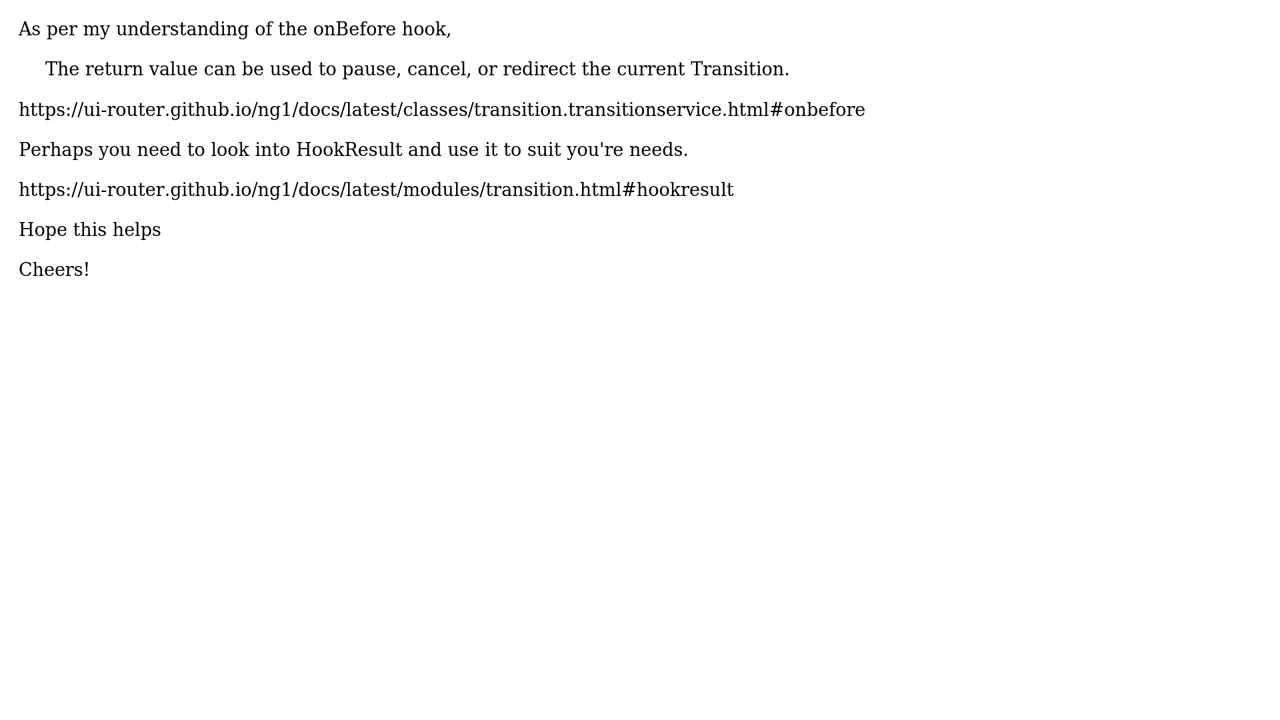 As per my understanding of the onBefore hook,
The return value can be used to pause, cancel, or redirect the current Transition.
https://ui-router.github.io/ng1/docs/latest/classes/transition.transitionservice.html#onbefore
Perhaps you need to look into HookResult and use it to suit you're needs.
https://ui-router.github.io/ng1/docs/latest/modules/transition.html#hookresult
Hope this helps
Cheers!